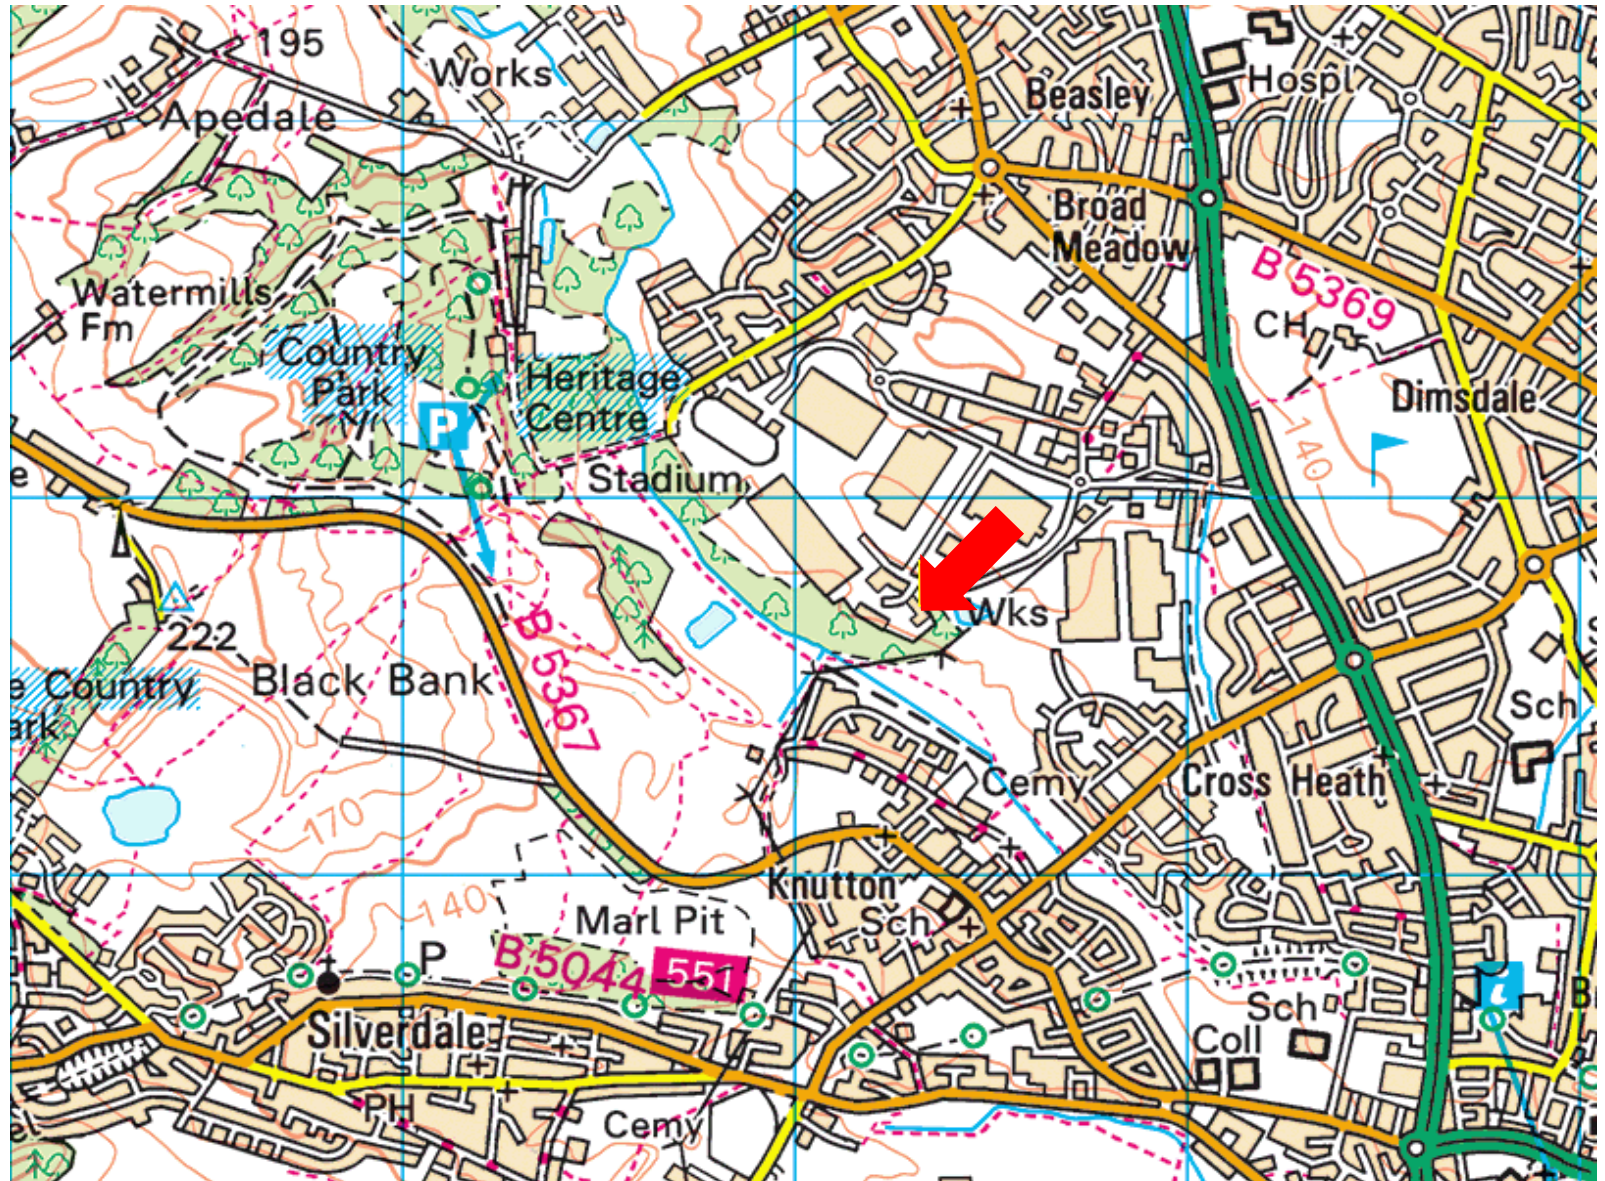 195
Works
Beasley
Hospl
Apedale
Broad
Meadow
B 5369
Watermills
Fm
CH
Country
Park
Heritage
Centre
Dimsdale
P
140
Stadium
e
B 5367
Wks
222
Black Bank
e Country
ark
Sch
Cemy
Cross Heath
170
Knutton
Sch
140
Marl Pit
P
B 5044
551
i
Sch
B
Silverdale
Coll
PH
Cemy
el